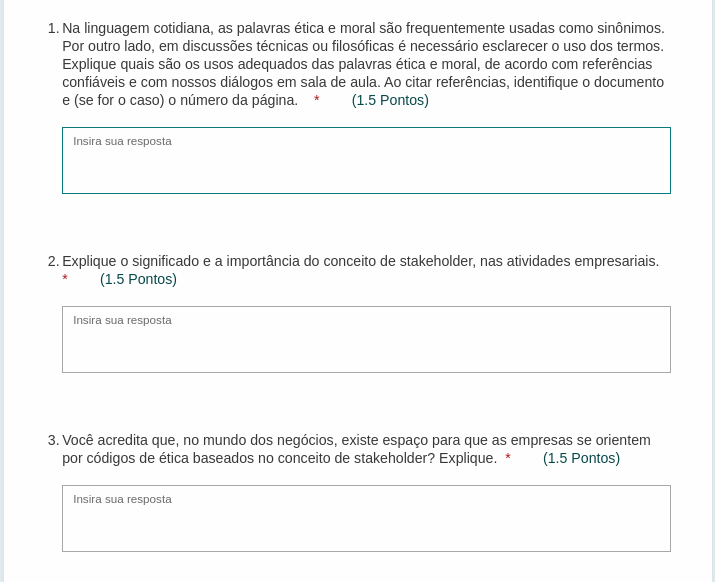 1. Na linguagem cotidiana, as palavras ética e moral são frequentemente usadas como sinônimos.
Por outro lado, em discussões técnicas ou filosóficas é necessário esclarecer o uso dos termos.
Explique quais são os usos adequados das palavras ética e moral, de acordo com referências
confiáveis e com nossos diálogos em sala de aula. Ao citar referências, identifique o documento
e (se for o caso) o número da página. * (1.5 Pontos)
Insira sua resposta
2. Explique o significado e a importância do conceito de stakeholder, nas atividades empresariais.
* (1.5 Pontos)
Insira sua resposta
3. Você acredita que, no mundo dos negócios, existe espaço para que as empresas se orientem
por códigos de ética baseados no conceito de stakeholder? Explique. * (1.5 Pontos)
Insira sua resposta